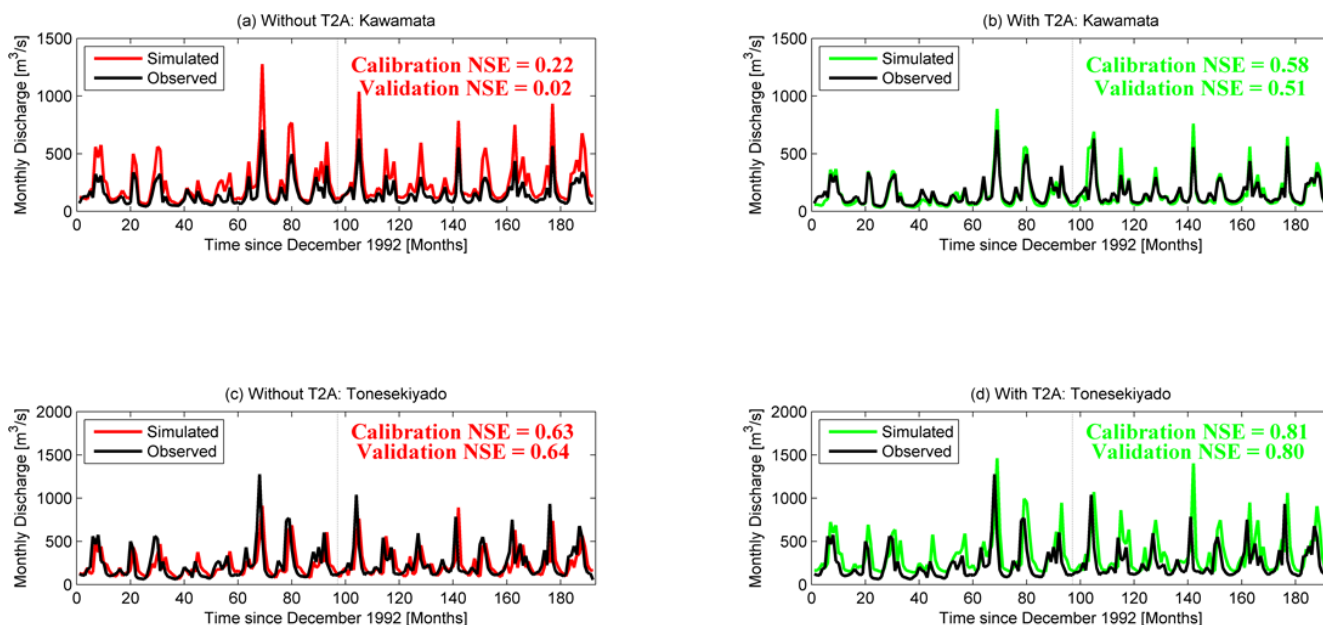 (a) Without T2A: Kawamata
1500
1000
500
0
Monthly Discharge [m³/s]
Simulated
Observed
Calibration NSE = 0.22
Validation NSE = 0.02
0 20 40 60 80 100 120 140 160 180
Time since December 1992 [Months]
(b) With T2A: Kawamata
1500
1000
500
0
Monthly Discharge [m³/s]
Simulated
Observed
Calibration NSE = 0.58
Validation NSE = 0.51
0 20 40 60 80 100 120 140 160 180
Time since December 1992 [Months]
(c) Without T2A: Tonesekiyado
2000
1500
1000
500
0
Monthly Discharge [m³/s]
Simulated
Observed
Calibration NSE = 0.63
Validation NSE = 0.64
0 20 40 60 80 100 120 140 160 180
Time since December 1992 [Months]
(d) With T2A: Tonesekiyado
2000
1500
1000
500
0
Monthly Discharge [m³/s]
Simulated
Observed
Calibration NSE = 0.81
Validation NSE = 0.80
0 20 40 60 80 100 120 140 160 180
Time since December 1992 [Months]